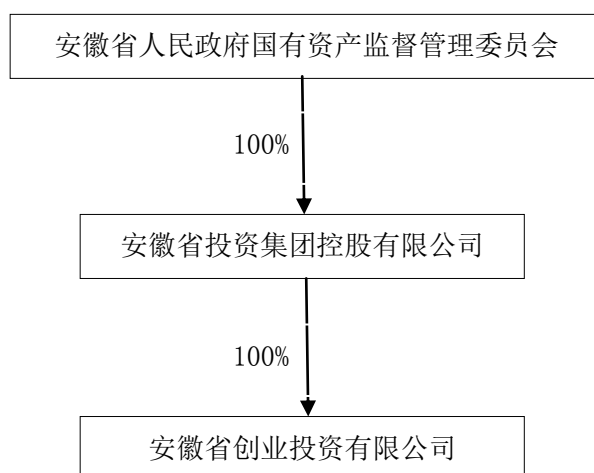 安徽省人民政府国有资产监督管理委员会
100%
安徽省投资集团控股有限公司
100%
安徽省创业投资有限公司